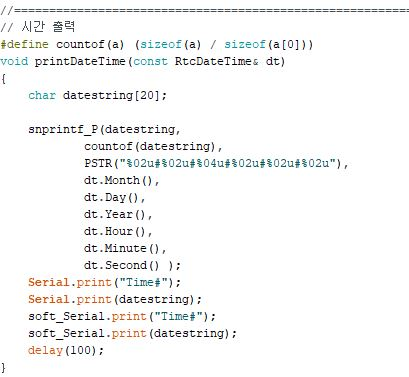 //==================================================
// 시간 출력
#define countof(a) (sizeof(a) / sizeof(a[0]))
void printDateTime(const RtcDateTime& dt)
{
    char datestring[20];

    snprintf_P(datestring,
            countof(datestring),
            PSTR("%02u#%02u#%04u#%02u#%02u#%02u"),
            dt.Month(),
            dt.Day(),
            dt.Year(),
            dt.Hour(),
            dt.Minute(),
            dt.Second() );
    Serial.print("Time#");
    Serial.print(datestring);
    soft_Serial.print("Time#");
    soft_Serial.print(datestring);
    delay(100);
}